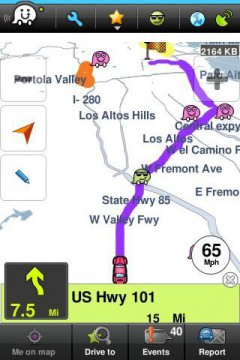 2164 KB
Portola Valley
Palo Al
I- 280
Los Altos Hills
Central expy
Los Altos
W El Camino F
W Fremont Ave
E Fremo
State Hwy 85
W Valley Fwy
65
Mph
7.5 Mi
US Hwy 101
15 Mi
40
Me on map
Drive to
Events
Report